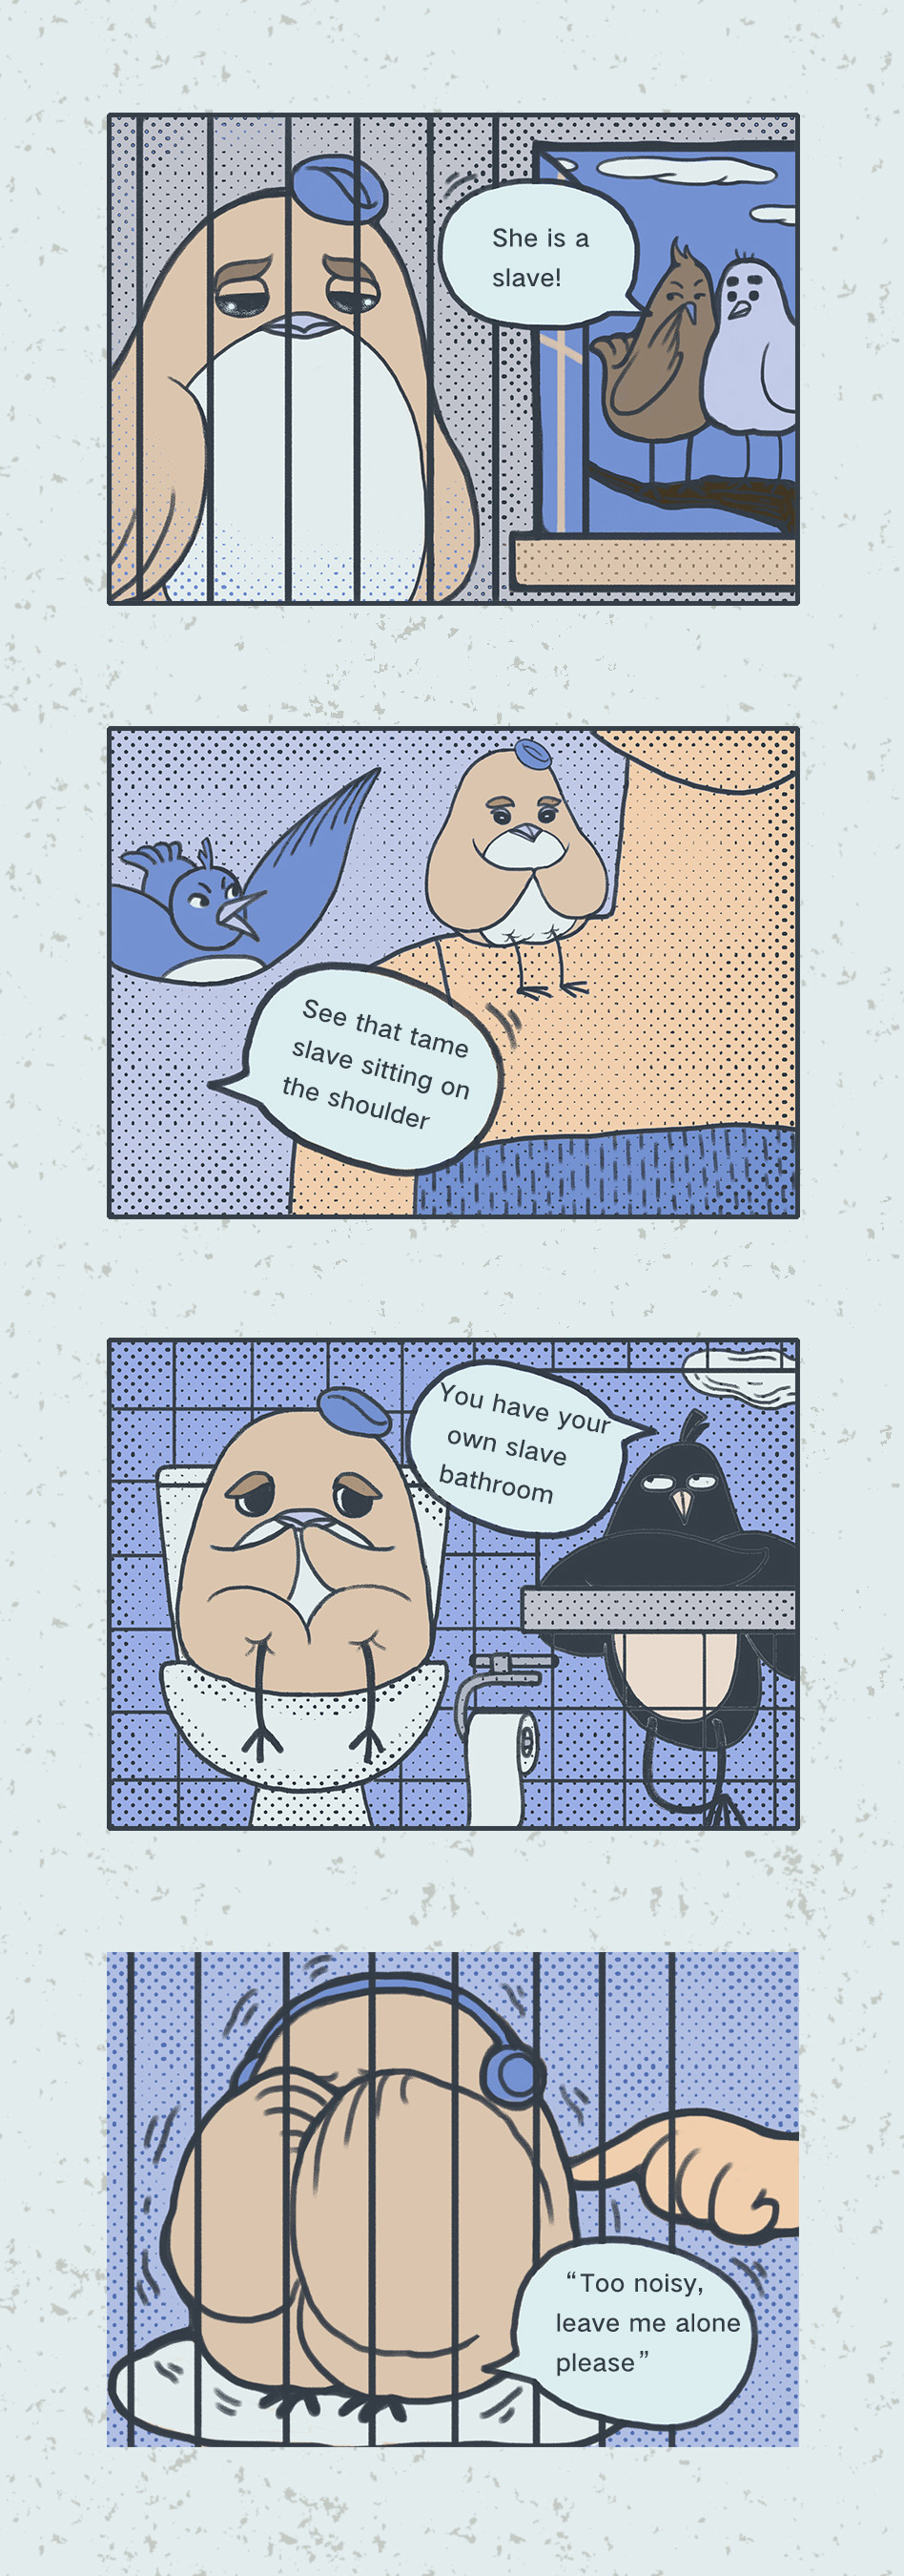 She is a
slave!
See that tame
slave sitting on
the shoulder
You have your
own slave
bathroom
“Too noisy,
leave me alone
please”